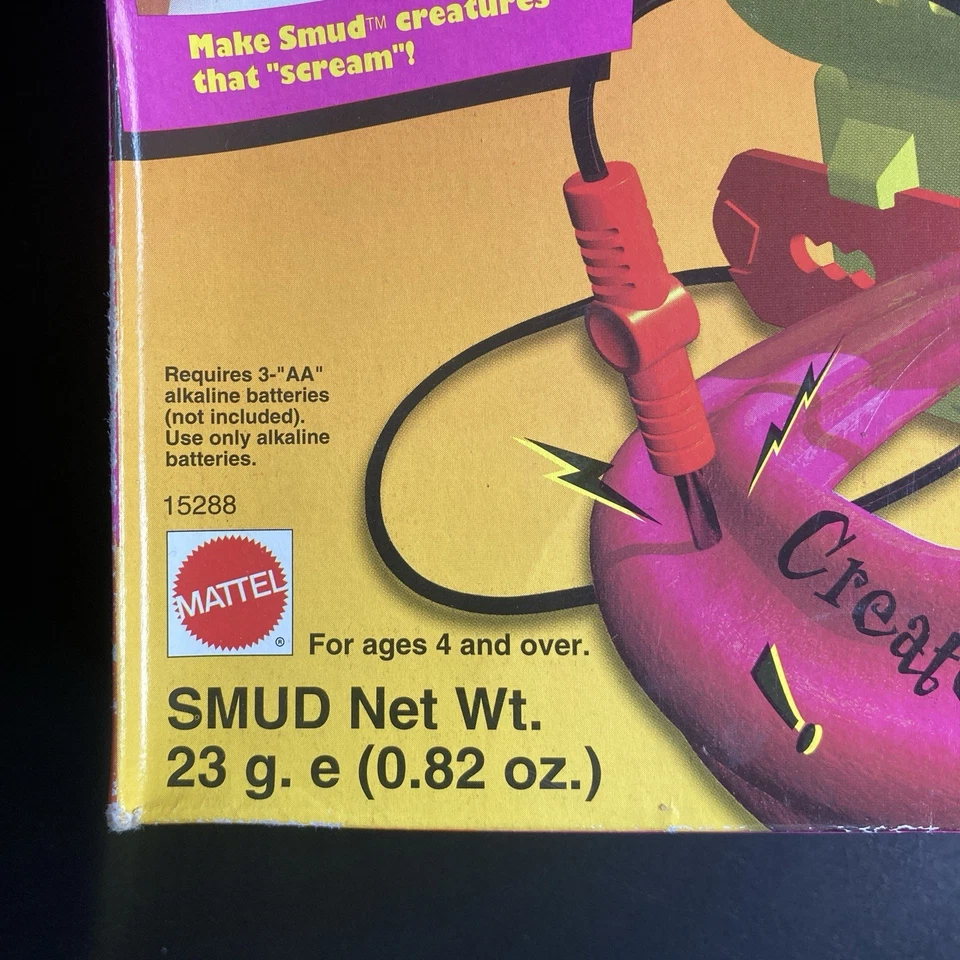 Make Smud™ creatures
that "scream"!
Requires 3-"AA"
alkaline batteries
(not included).
Use only alkaline
batteries.
15288
MATTEL
®
For ages 4 and over.
SMUD Net Wt.
23 g. e (0.82 oz.)
Creat